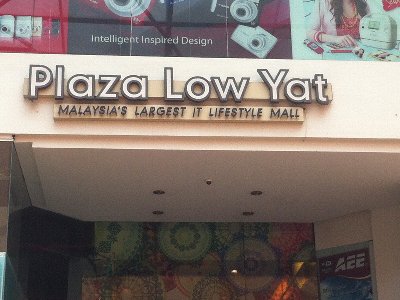 Intelligent Inspired Design
Plaza Low Yat
MALAYSIA'S LARGEST IT LIFESTYLE MALL
AEE